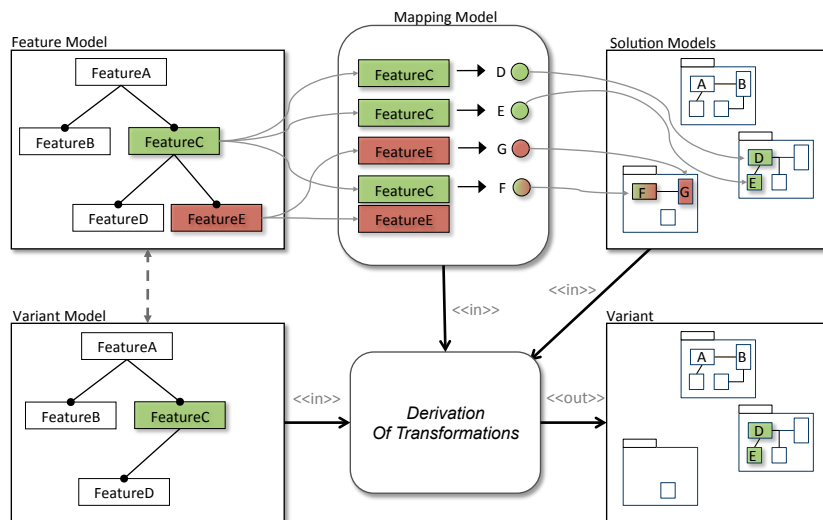 Mapping Model
Feature Model
Solution Models
FeatureA
FeatureB
FeatureC
FeatureD
FeatureE
FeatureC
D
FeatureC
E
FeatureE
G
FeatureC
F
FeatureE
A
B
D
E
F
G
<<in>>
<<in>>
Variant Model
FeatureA
FeatureB
FeatureC
FeatureD
<<in>>
Derivation
Of Transformations
<<out>>
Variant
A
B
D
E